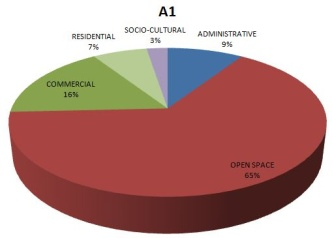 A1
SOCIO-CULTURAL
3%
ADMINISTRATIVE
9%
RESIDENTIAL
7%
COMMERCIAL
16%
OPEN SPACE
65%